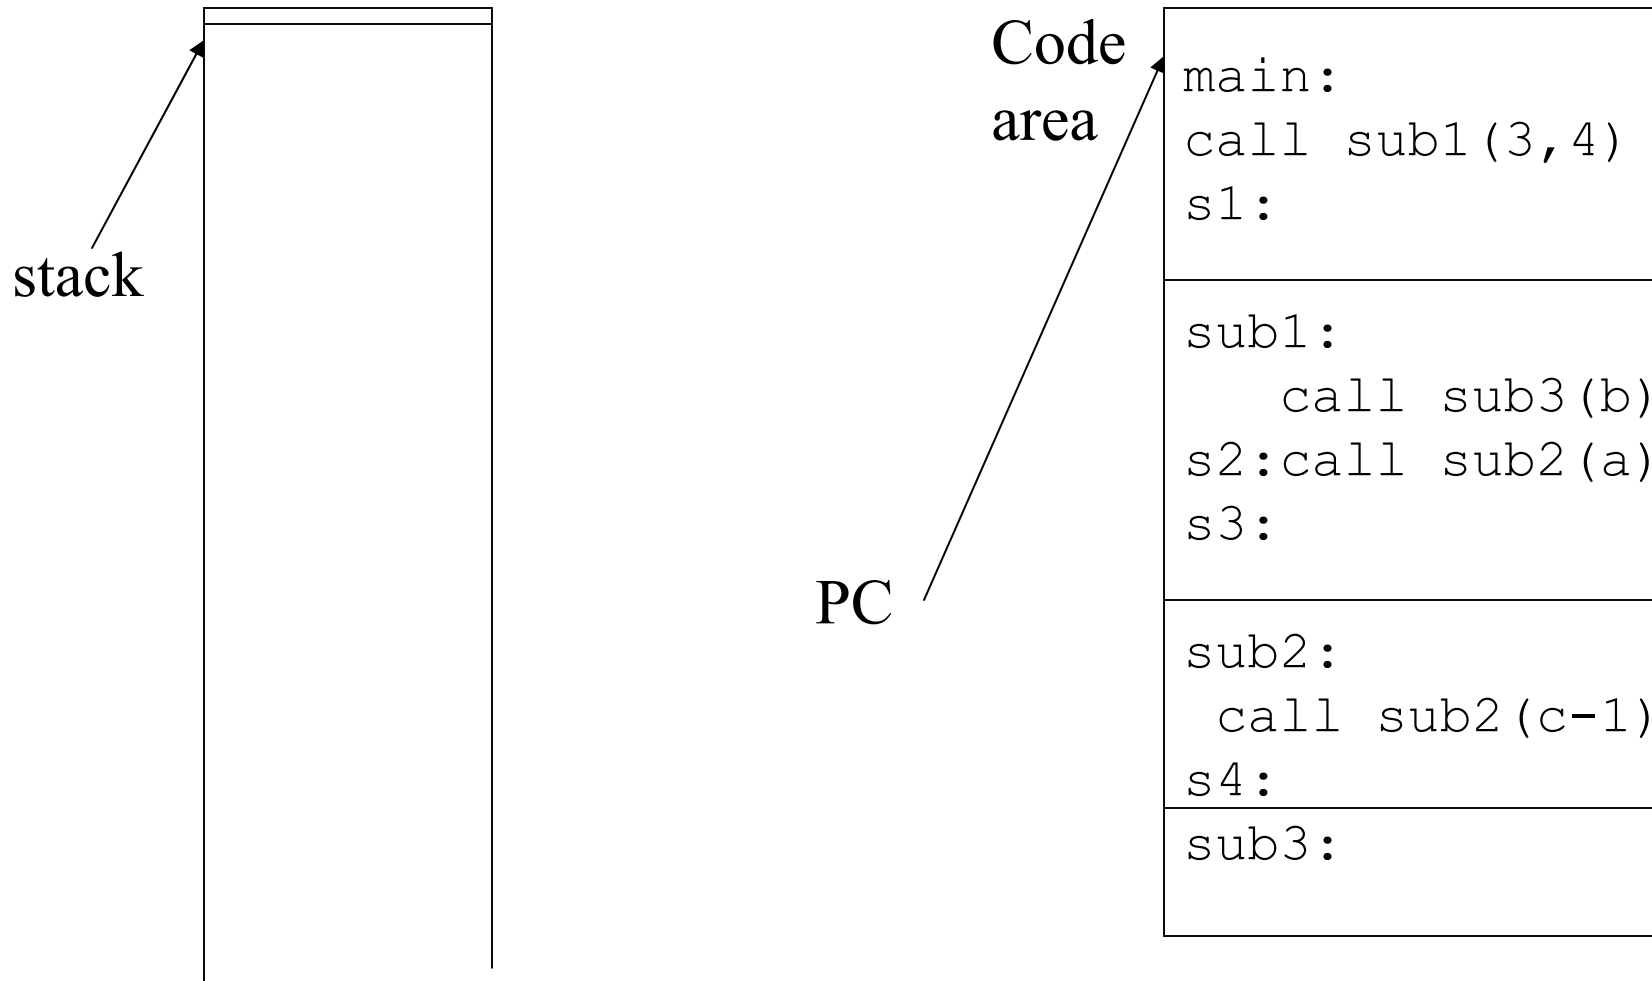 stack
Code
area
PC
main:
call sub1(3,4)
s1:
sub1:
call sub3(b)
s2:call sub2(a)
s3:
sub2:
call sub2(c-1)
s4:
sub3: